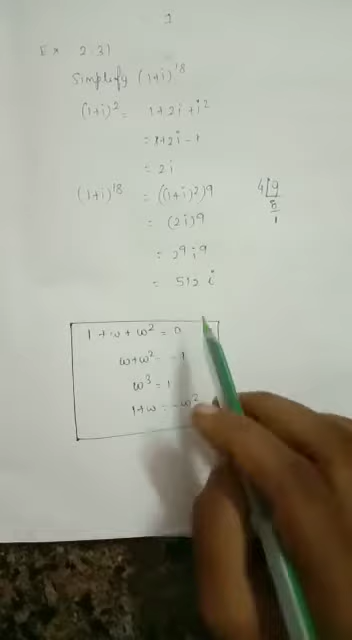 1
Ex 2.31
Simplify (1+i)^18
(1+i)^2 = 1+2i+i^2
= 1+2i-1
= 2i
(1+i)^18 = ((1+i)^2)^9
= (2i)^9
= 2^9 i^9
= 512 i
4 9
8
1
1+ω+ω^2 = 0
ω+ω^2 = -1
ω^3 = 1
1+ω = -ω^2